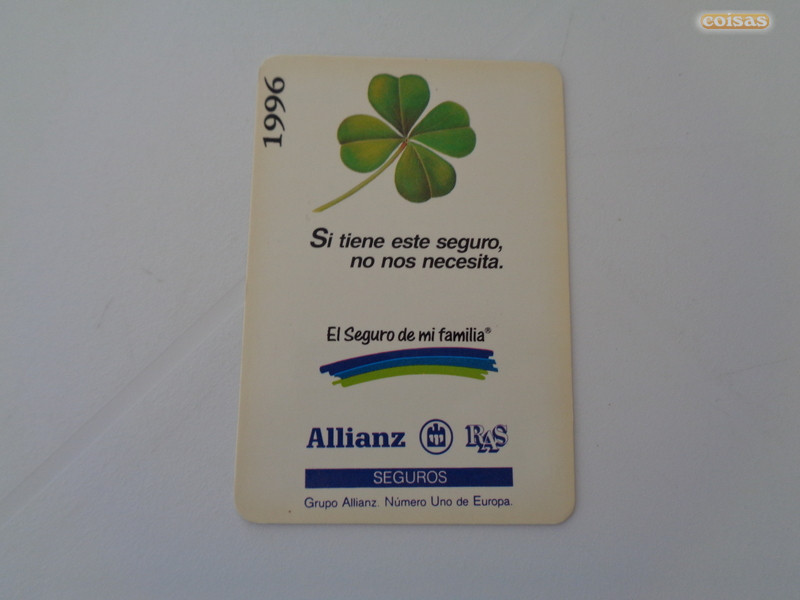 coisas
1996
Si tiene este seguro,
no nos necesita.
El Seguro de mi familia®
Allianz RAS
SEGUROS
Grupo Allianz. Número Uno de Europa.